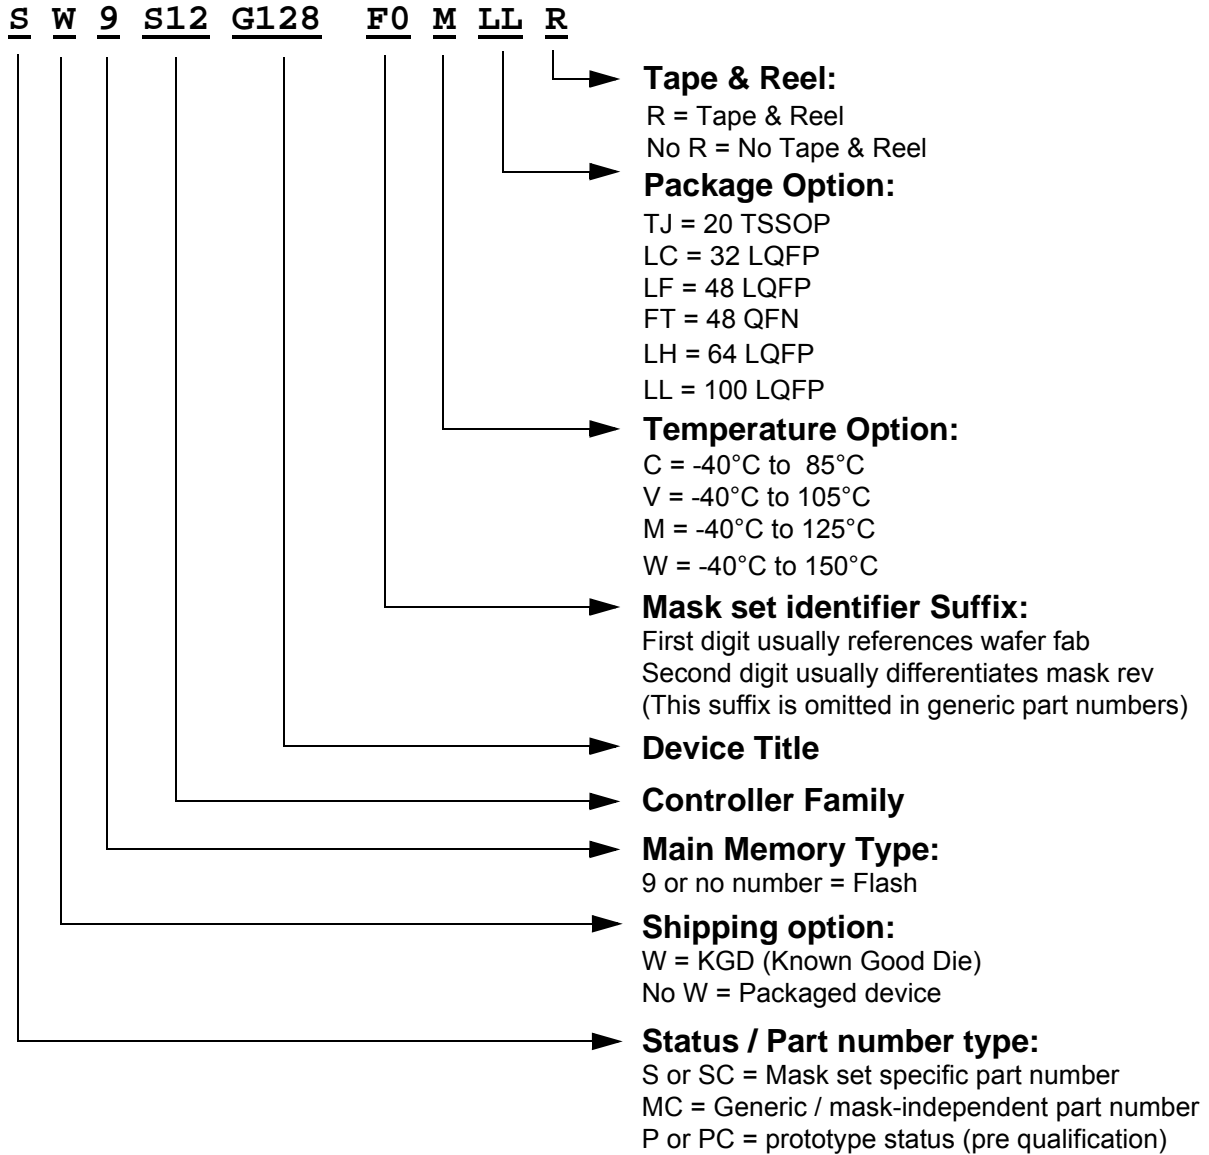 S W 9 S12 G128 F0 M LL R
Tape & Reel:
R = Tape & Reel
No R = No Tape & Reel
Package Option:
TJ = 20 TSSOP
LC = 32 LQFP
LF = 48 LQFP
FT = 48 QFN
LH = 64 LQFP
LL = 100 LQFP
Temperature Option:
C = -40°C to 85°C
V = -40°C to 105°C
M = -40°C to 125°C
W = -40°C to 150°C
Mask set identifier Suffix:
First digit usually references wafer fab
Second digit usually differentiates mask rev
(This suffix is omitted in generic part numbers)
Device Title
Controller Family
Main Memory Type:
9 or no number = Flash
Shipping option:
W = KGD (Known Good Die)
No W = Packaged device
Status / Part number type:
S or SC = Mask set specific part number
MC = Generic / mask-independent part number
P or PC = prototype status (pre qualification)